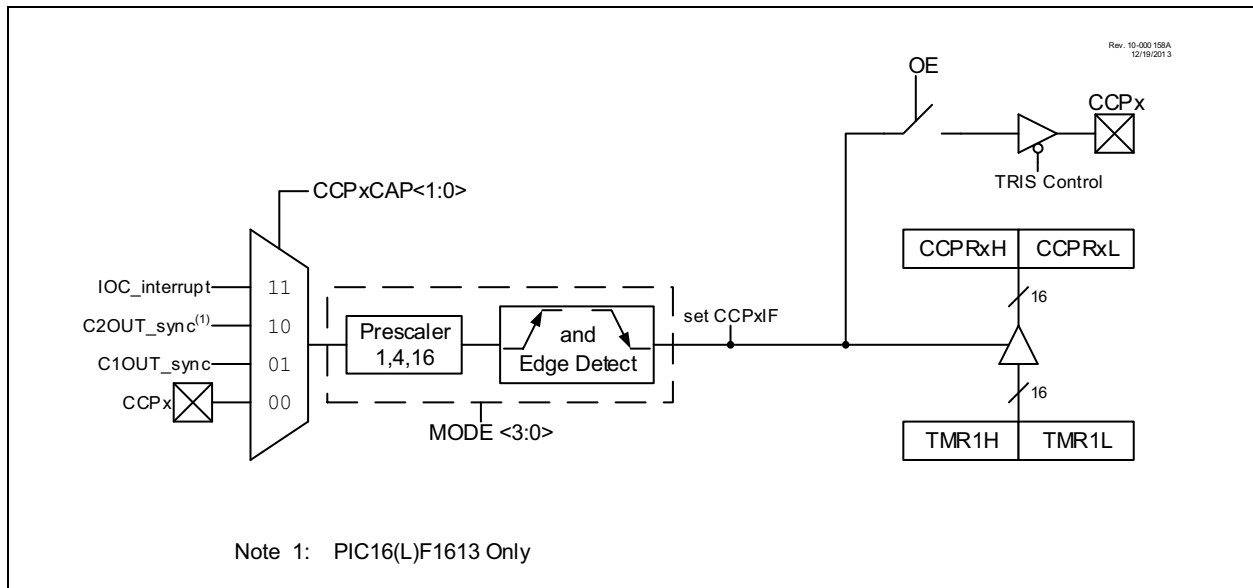 Rev. 10-000 158A
12/19/2013
OE
CCPx
TRIS Control
CCPxCAP<1:0>
CCPRxH CCPRxL
IOC_interrupt 11
16
C2OUT_sync(1) 10
Prescaler
1,4,16
and
Edge Detect
set CCPxIF
C1OUT_sync 01
CCPx 00
16
MODE <3:0>
TMR1H TMR1L
Note 1: PIC16(L)F1613 Only